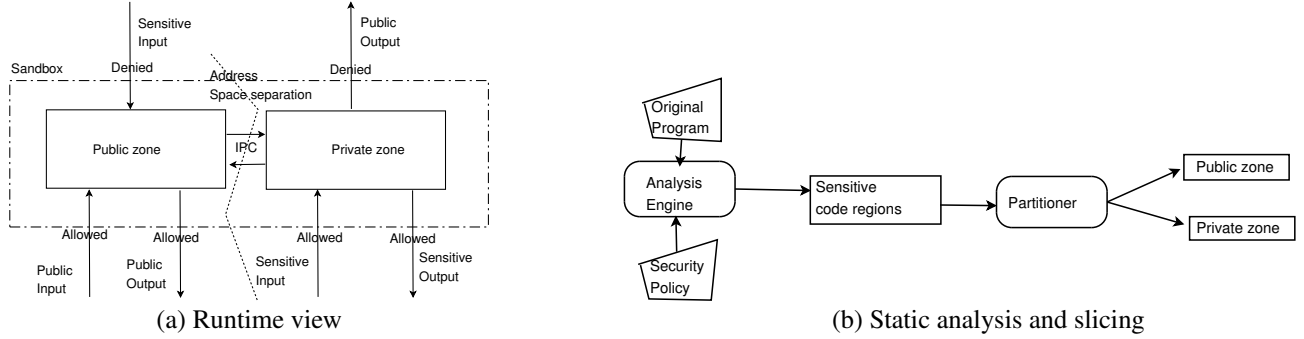 Sensitive
Input
Public
Output
Sandbox
Denied
Address
Space separation
Denied
Public zone
IPC
Private zone
Allowed
Allowed
Allowed
Allowed
Public
Input
Public
Output
Sensitive
Input
Sensitive
Output
(a) Runtime view
Original
Program
Analysis
Engine
Security
Policy
Sensitive
code regions
Partitioner
Public zone
Private zone
(b) Static analysis and slicing